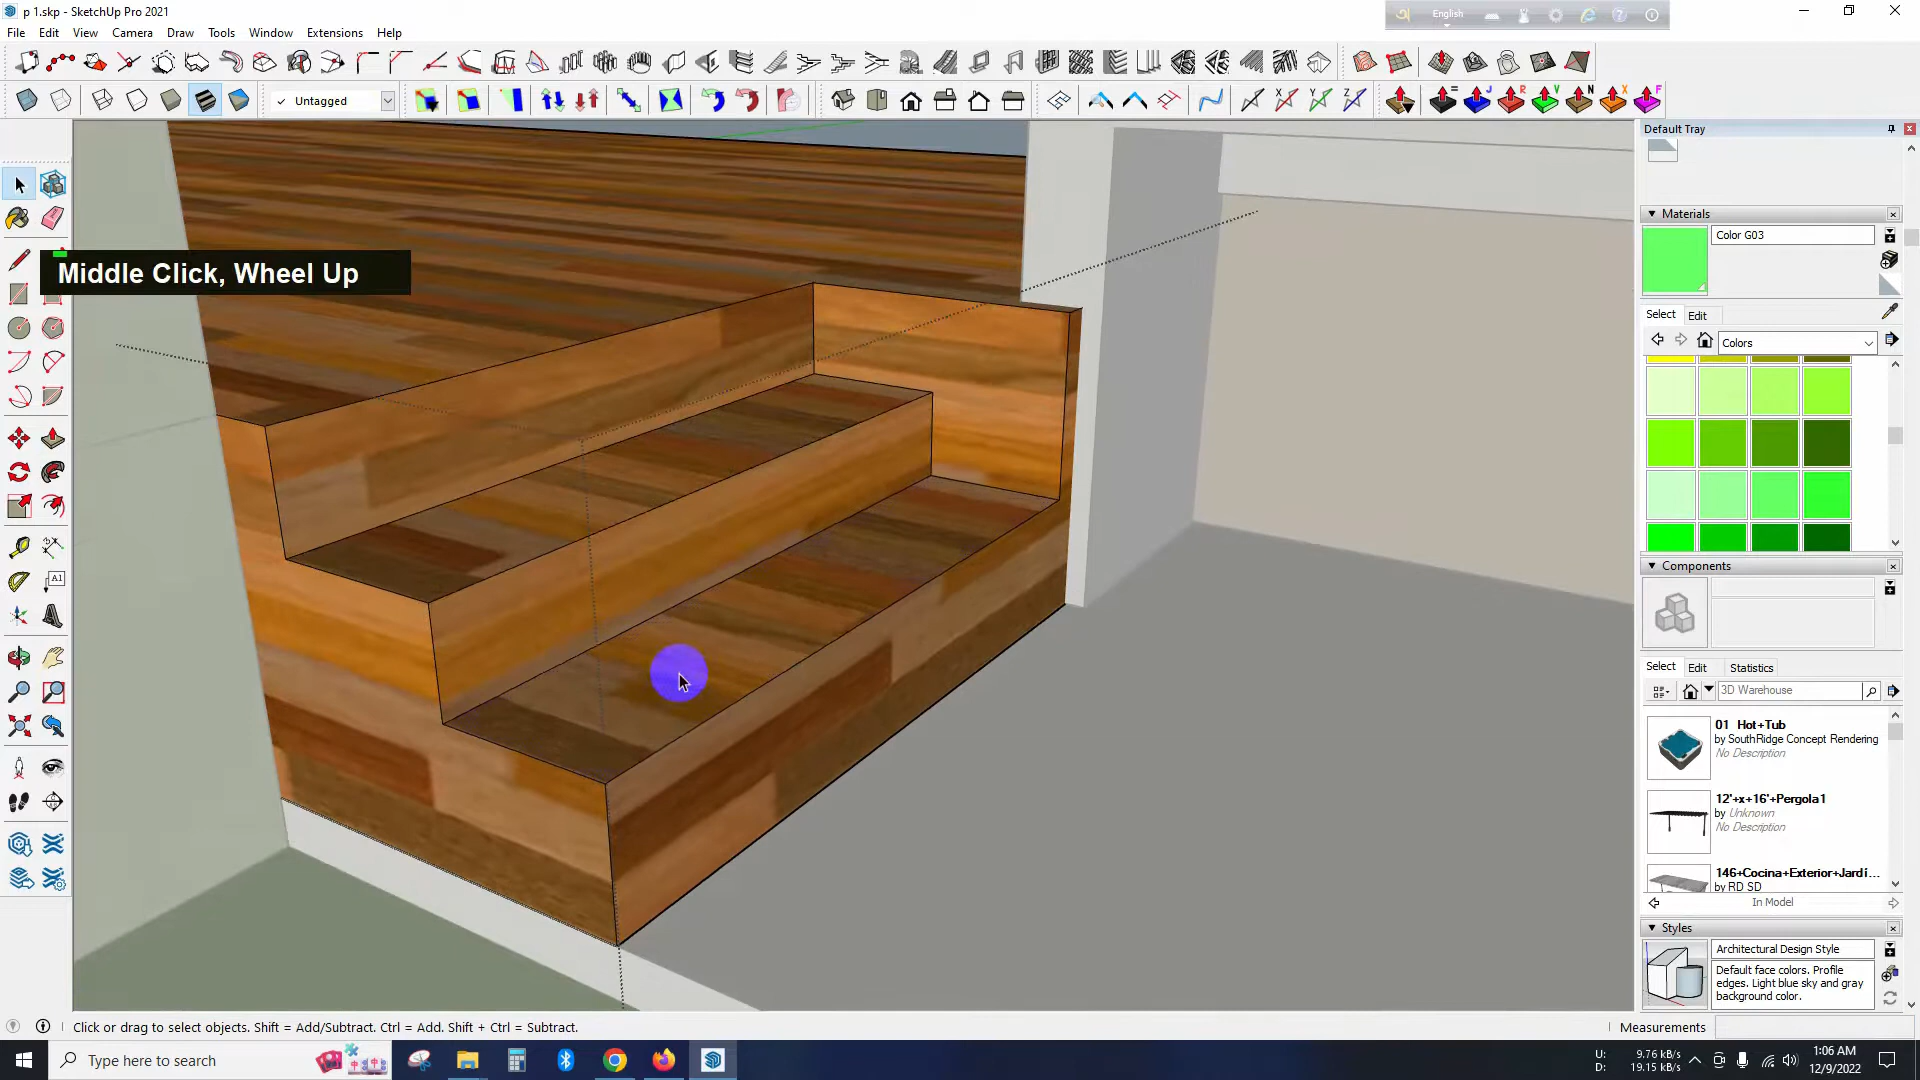 p 1.skp - SketchUp Pro 2021
English
File Edit View Camera Draw Tools Window Extensions Help
✓ Untagged
X Y Z
= J R V N X F
Default Tray
Middle Click, Wheel Up
Materials
Color G03
Select Edit
Colors
A1
Components
Select Edit Statistics
3D Warehouse
01 Hot+Tub
by SouthRidge Concept Rendering
No Description
12'+x+16'+Pergola1
by Unknown
No Description
146+Cocina+Exterior+Jardi...
by RD SD
In Model
Styles
Architectural Design Style
Default face colors. Profile
edges. Light blue sky and gray
background color.
Click or drag to select objects. Shift = Add/Subtract. Ctrl = Add. Shift + Ctrl = Subtract.
Measurements
Type here to search
U: 9.76 kB/s
D: 19.15 kB/s
1:06 AM
12/9/2022